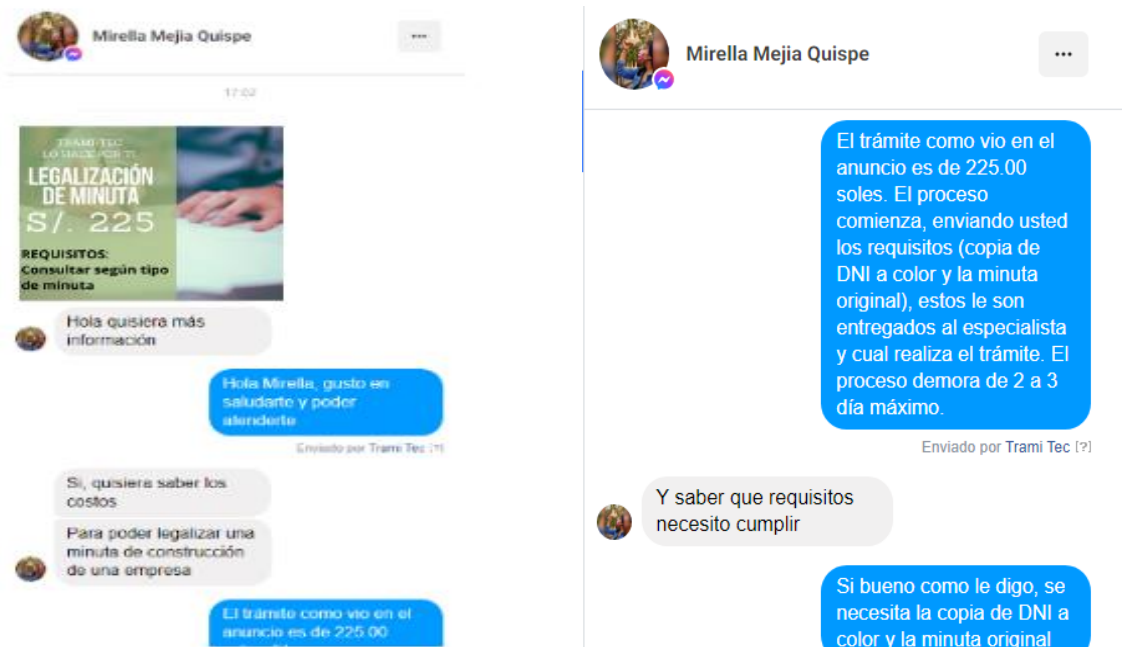 Mirella Mejia Quispe
17:02
TRAMI TEC
LO HACE POR TI
LEGALIZACIÓN
DE MINUTA
S/. 225
REQUISITOS:
Consultar según tipo
de minuta
Hola quisiera más
información
Hola Mirella, gusto en
saludarte y poder
atenderte
Enviado por Trami Tec [?]
Si, quisiera saber los
costos
Para poder legalizar una
minuta de construcción
de una empresa
El trámite como vio en el
anuncio es de 225.00
Mirella Mejia Quispe
El trámite como vio en el
anuncio es de 225.00
soles. El proceso
comienza, enviando usted
los requisitos (copia de
DNI a color y la minuta
original), estos le son
entregados al especialista
y cual realiza el trámite. El
proceso demora de 2 a 3
día máximo.
Enviado por Trami Tec [?]
Y saber que requisitos
necesito cumplir
Si bueno como le digo, se
necesita la copia de DNI a
color y la minuta original